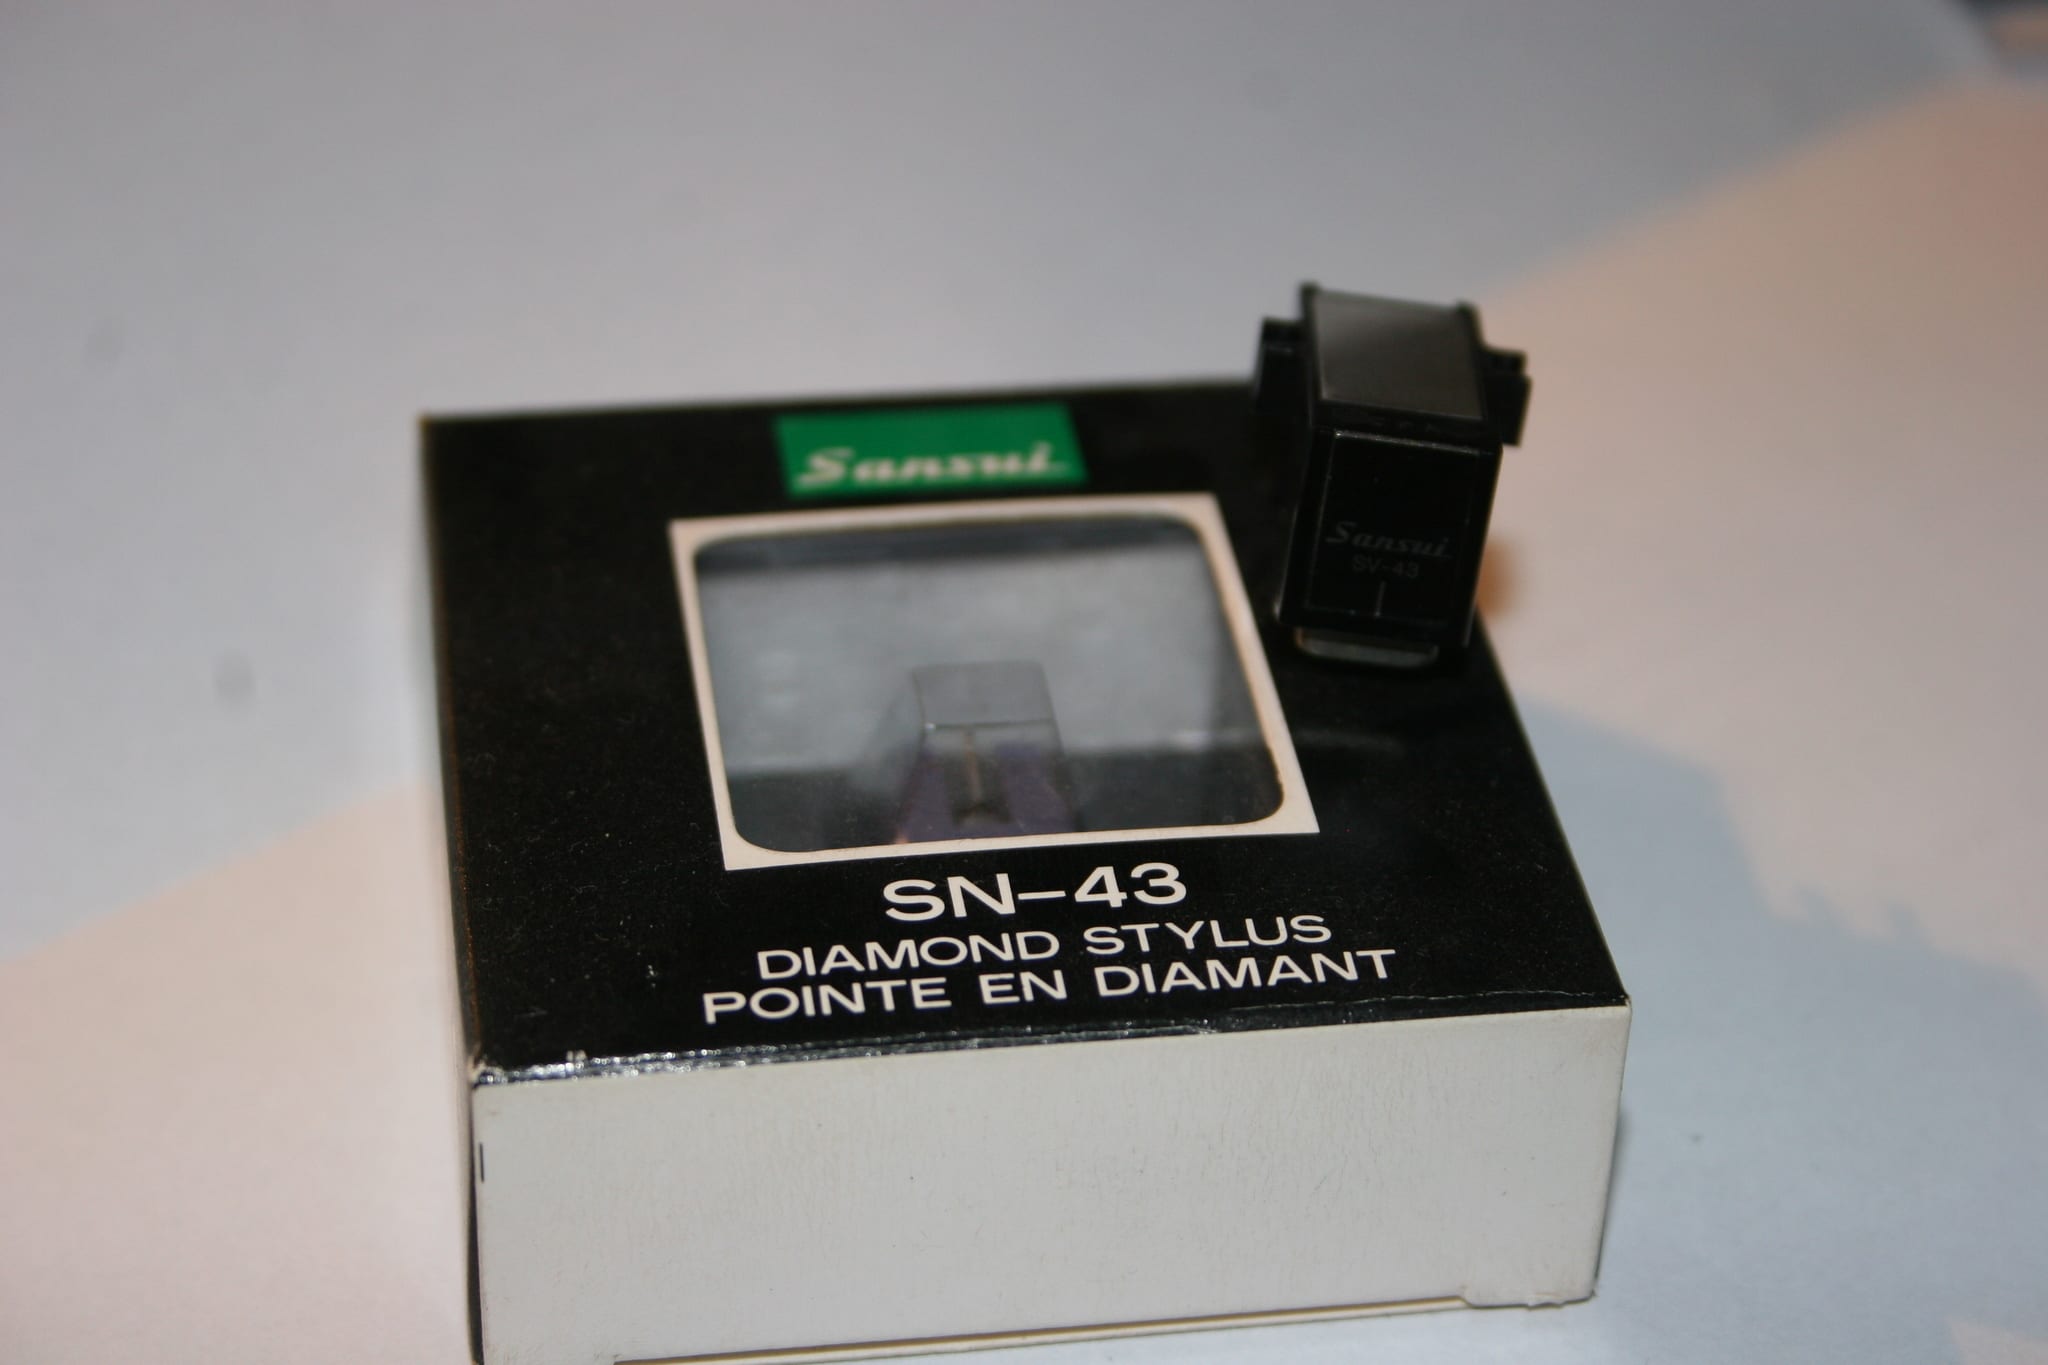 Sansui
Sansui
SV-43
SN-43
DIAMOND STYLUS
POINTE EN DIAMANT